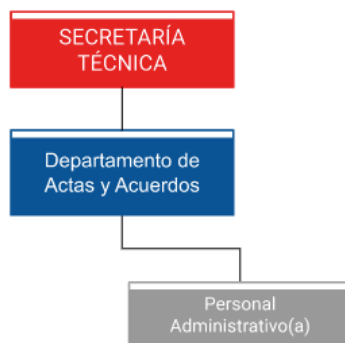 SECRETARÍA
TÉCNICA
Departamento de
Actas y Acuerdos
Personal
Administrativo(a)